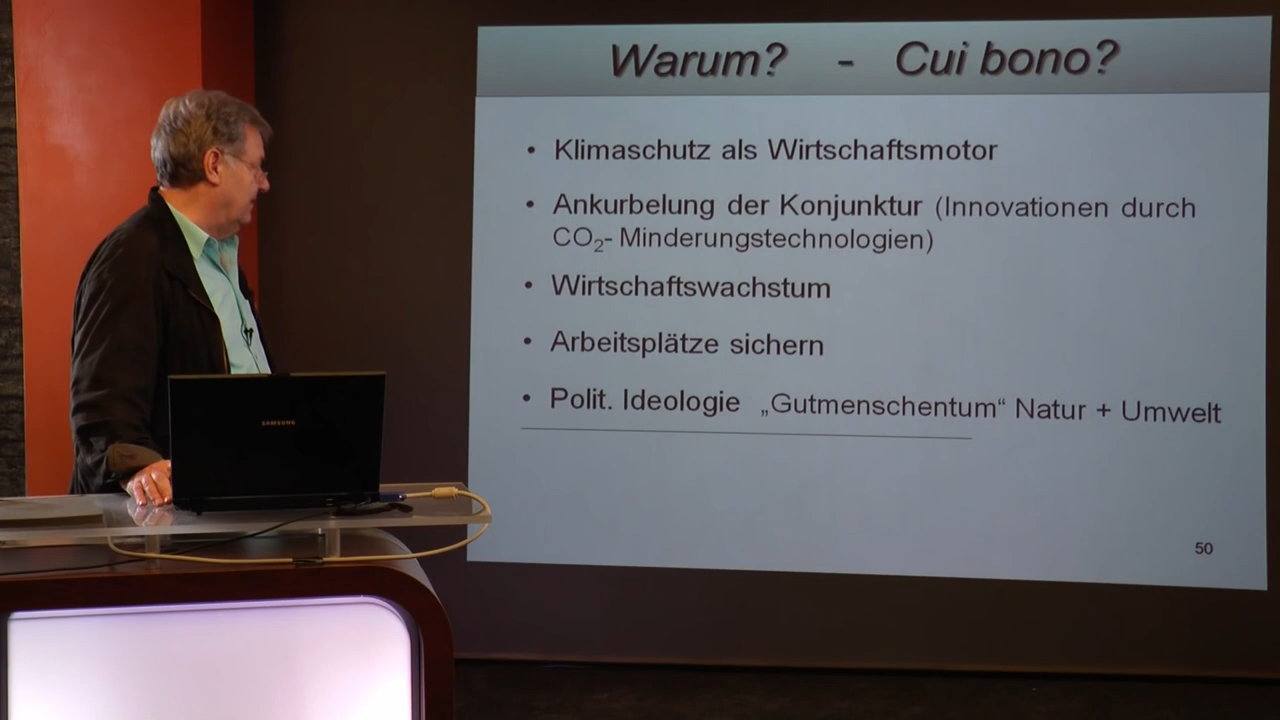 Warum? - Cui bono?
• Klimaschutz als Wirtschaftsmotor
• Ankurbelung der Konjunktur (Innovationen durch
CO₂- Minderungstechnologien)
• Wirtschaftswachstum
• Arbeitsplätze sichern
• Polit. Ideologie „Gutmenschentum“ Natur + Umwelt
50
SAMSUNG